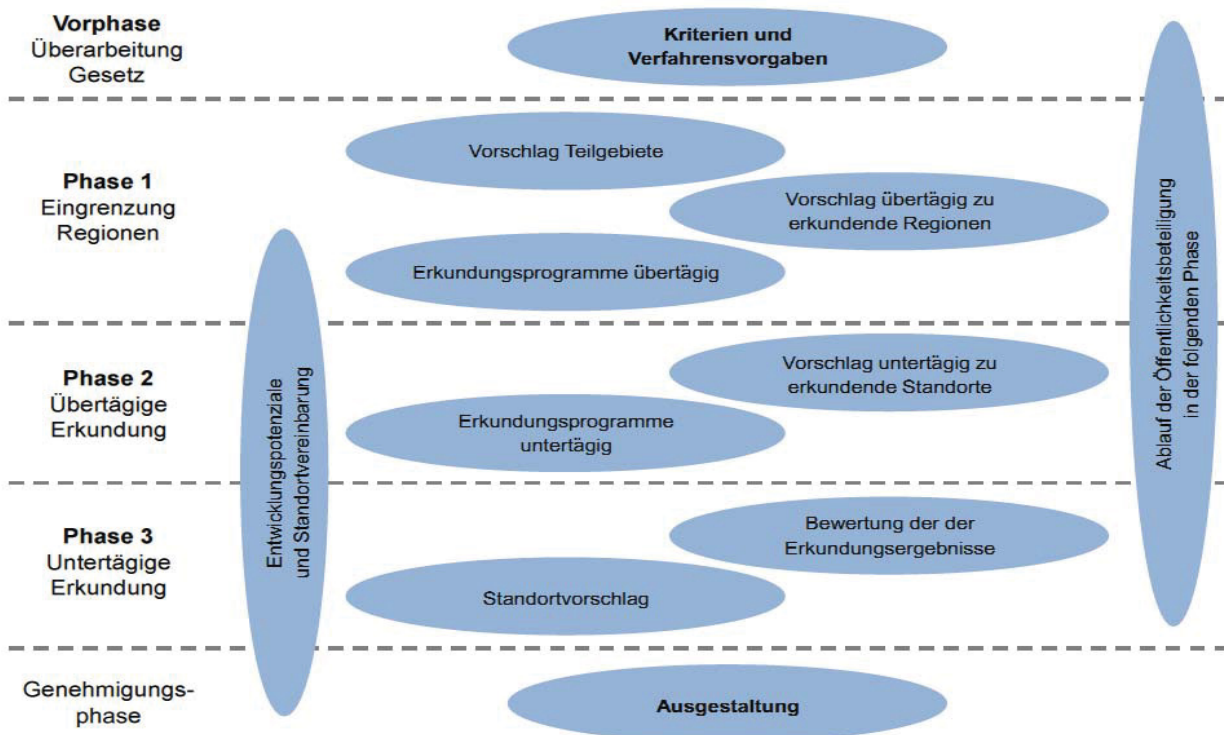 Vorphase
Überarbeitung
Gesetz
Kriterien und
Verfahrensvorgaben
Phase 1
Eingrenzung
Regionen
Vorschlag Teilgebiete
Vorschlag übertägig zu
erkundende Regionen
Erkundungsprogramme übertägig
Phase 2
Übertägige
Erkundung
Vorschlag untertägig zu
erkundende Standorte
Erkundungsprogramme
untertägig
Phase 3
Untertägige
Erkundung
Bewertung der der
Erkundungsergebnisse
Standortvorschlag
Genehmigungs-
phase
Ausgestaltung
Entwicklungspotenziale
und Standortvereinbarung
Ablauf der Öffentlichkeitsbeteiligung
in der folgenden Phase